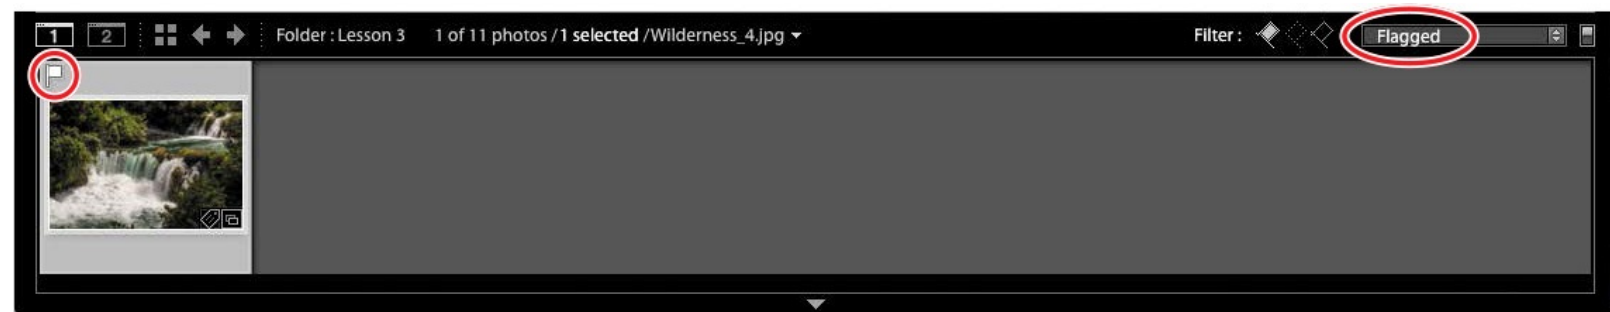 1 2 Folder : Lesson 3 1 of 11 photos / 1 selected / Wilderness_4.jpg Filter : Flagged